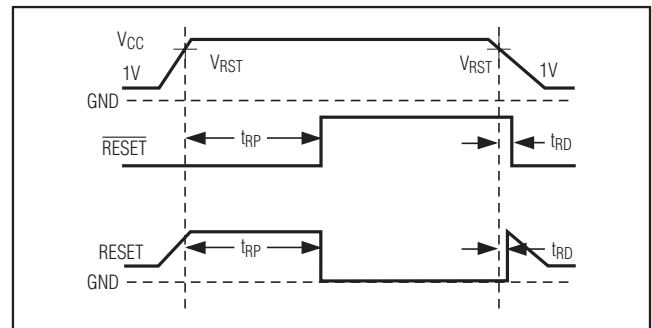 VCC
VRST VRST
1V 1V
GND
RESET tRP tRD
RESET tRP tRD
GND